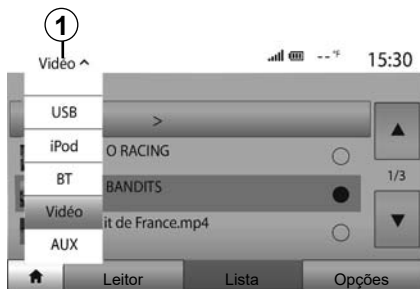 1
Vidéo
--°F
15:30
USB
>
iPod
O RACING
BT
BANDITS
1/3
Vidéo
it de France.mp4
AUX
Leitor
Lista
Opções